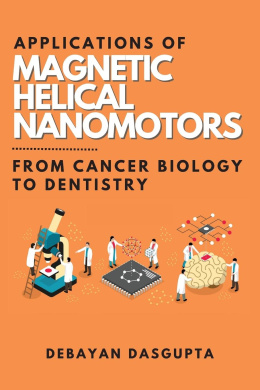 APPLICATIONS OF
MAGNETIC
HELICAL
NANOMOTORS
FROM CANCER BIOLOGY
TO DENTISTRY
DEBAYAN DASGUPTA